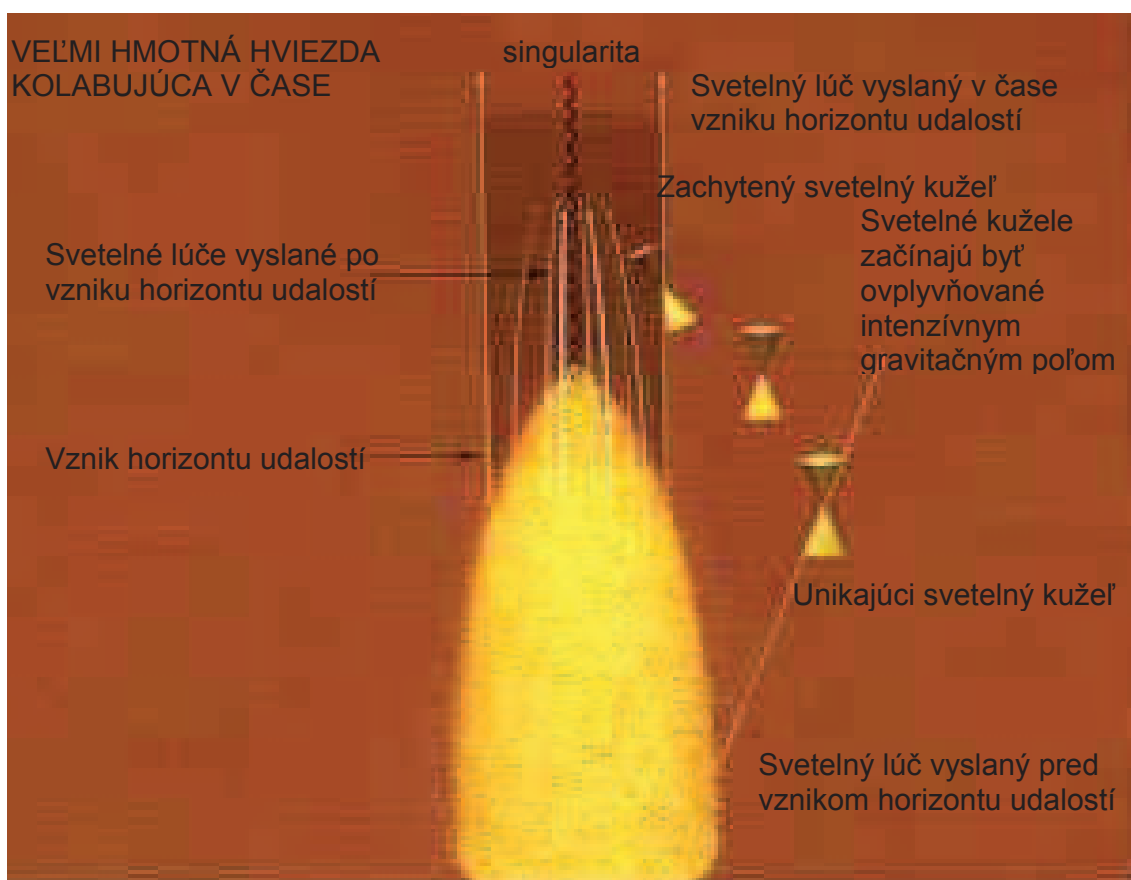 VEĽMI HMOTNÁ HVIEZDA
KOLABUJÚCA V ČASE
singularita
Svetelný lúč vyslaný v čase
vzniku horizontu udalostí
Zachytený svetelný kužeľ
Svetelné kužele
začínajú byť
ovplyvňované
intenzívnym
gravitačným poľom
Svetelné lúče vyslané po
vzniku horizontu udalostí
Vznik horizontu udalostí
Unikajúci svetelný kužeľ
Svetelný lúč vyslaný pred
vznikom horizontu udalostí